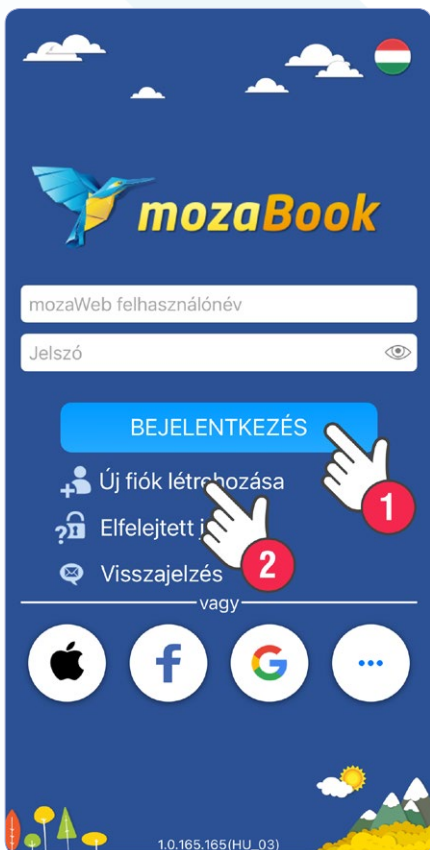 mozaBook
mozaWeb felhasználónév
Jelszó
BEJELENTKEZÉS
1
Új fiók létrehozása
Elfelejtett j
2
Visszajelzés
vagy
f
G
1.0.165.165(HU_03)